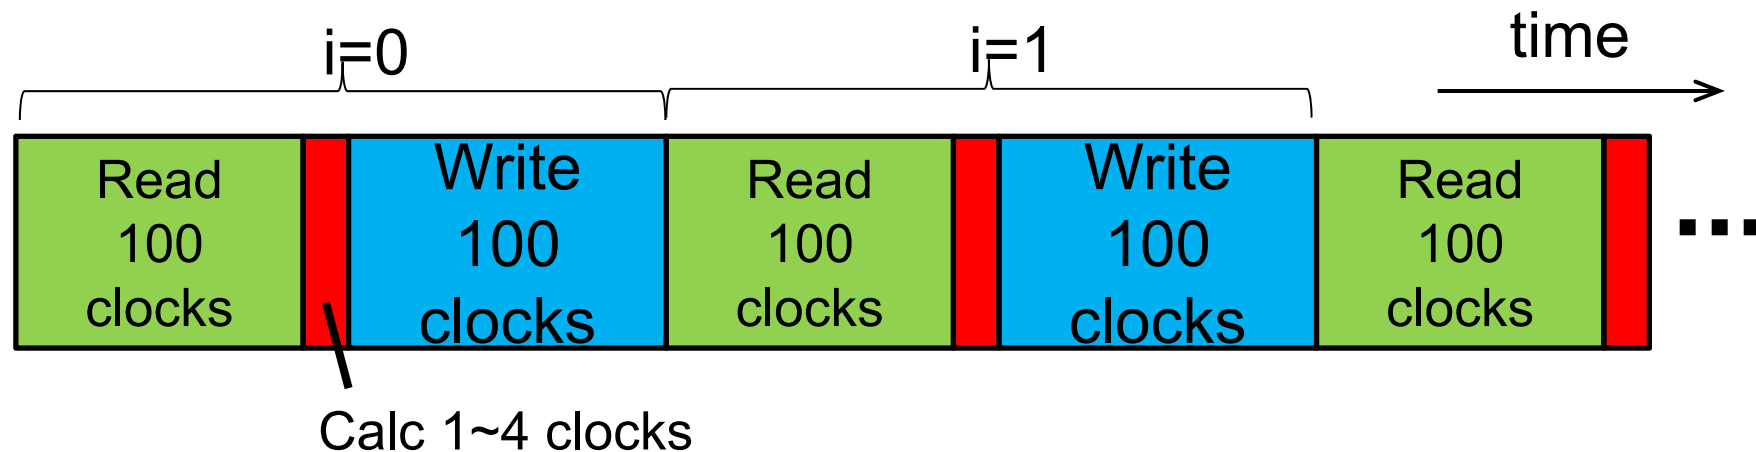 i=0
i=1
time
Read
100
clocks
Write
100
clocks
Read
100
clocks
Write
100
clocks
Read
100
clocks
...
Calc 1~4 clocks